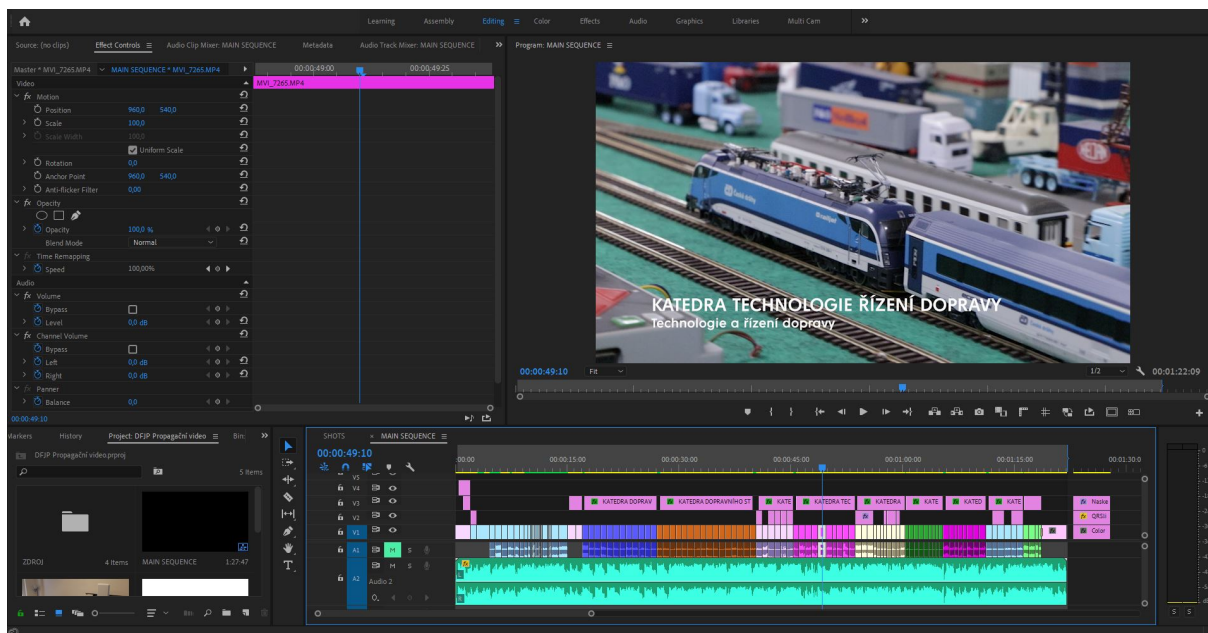 Learning Assembly Editing Color Effects Audio Graphics Libraries Multi Cam
Source: (no clips) Effect Controls Audio Clip Mixer: MAIN SEQUENCE Metadata Audio Track Mixer: MAIN SEQUENCE
Program: MAIN SEQUENCE
Master * MVI_7265.MP4 MAIN SEQUENCE * MVI_7265.MP4
00:00:49:00 00:00:49:25
Video
MVI_7265.MP4
fx Motion
Position 960,0 540,0
Scale 100,0
Scale Width 100,0
Uniform Scale
Rotation 0,0
Anchor Point 960,0 540,0
Anti-flicker Filter 0,00
fx Opacity
Opacity 100,0 %
Blend Mode Normal
fx Time Remapping
Speed 100,00%
Audio
fx Volume
Bypass
Level 0,0 dB
fx Channel Volume
Bypass
Left 0,0 dB
Right 0,0 dB
fx Panner
Balance 0,0
00:00:49:10
České dráhy
KATEDRA TECHNOLOGIE ŘÍZENÍ DOPRAVY
Technologie a řízení dopravy
00:00:49:10 Fit 1/2 00:01:22:09
Markers History Project: DFJP Propagační video Bin:
DFJP Propagační video.prproj
5 Items
ZDROJ 4 Items
MAIN SEQUENCE 1:27:47
SHOTS × MAIN SEQUENCE
00:00:49:10
:00:00 00:00:15:00 00:00:30:00 00:00:45:00 00:01:00:00 00:01:15:00 00:01:30:0
V5
V4
V3 KATEDRA DOPRAV KATEDRA DOPRAVNÍHO ST KATE KATEDRA TEC KATEDRA KATE KATED KATE Naske
V2 QRSii
V1 Color
A1 M S
A2 M S
Audio 2
S S